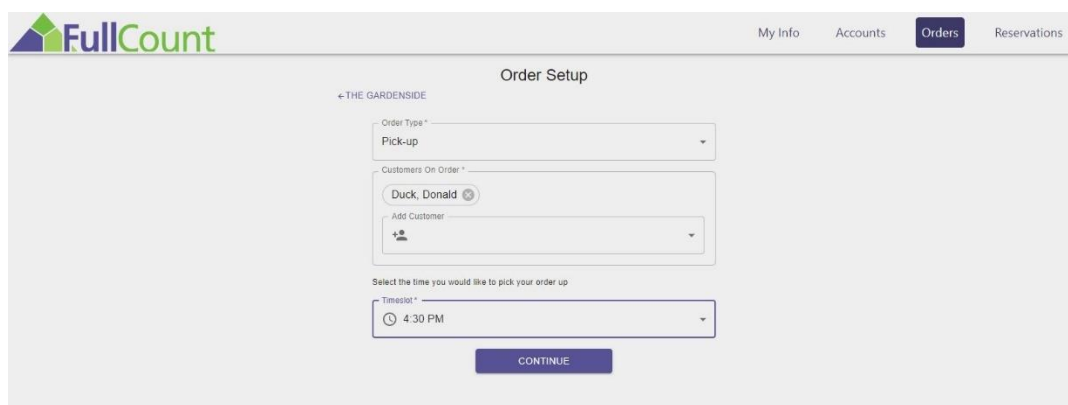 FullCount
My Info Accounts Orders Reservations
Order Setup
←THE GARDENSIDE
Order Type *
Pick-up
Customers On Order *
Duck, Donald
Add Customer
Select the time you would like to pick your order up
Timeslot *
4:30 PM
CONTINUE